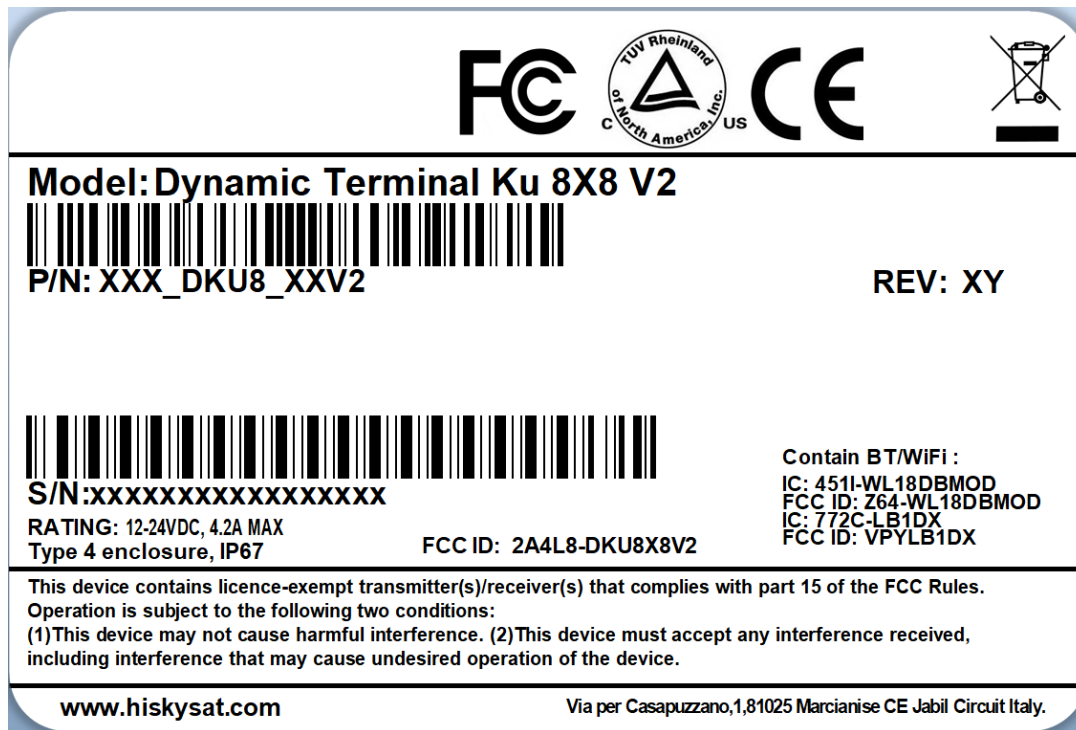 FC
TUV Rheinland
of North America, Inc.
C US
CE
Model: Dynamic Terminal Ku 8X8 V2
P/N: XXX_DKU8_XXV2
REV: XY
S/N:xxxxxxxxxxxxxxxxx
RATING: 12-24VDC, 4.2A MAX
Type 4 enclosure, IP67
FCC ID: 2A4L8-DKU8X8V2
Contain BT/WiFi :
IC: 451I-WL18DBMOD
FCC ID: Z64-WL18DBMOD
IC: 772C-LB1DX
FCC ID: VPYLB1DX
This device contains licence-exempt transmitter(s)/receiver(s) that complies with part 15 of the FCC Rules.
Operation is subject to the following two conditions:
(1)This device may not cause harmful interference. (2)This device must accept any interference received,
including interference that may cause undesired operation of the device.
www.hiskysat.com
Via per Casapuzzano,1,81025 Marcianise CE Jabil Circuit Italy.